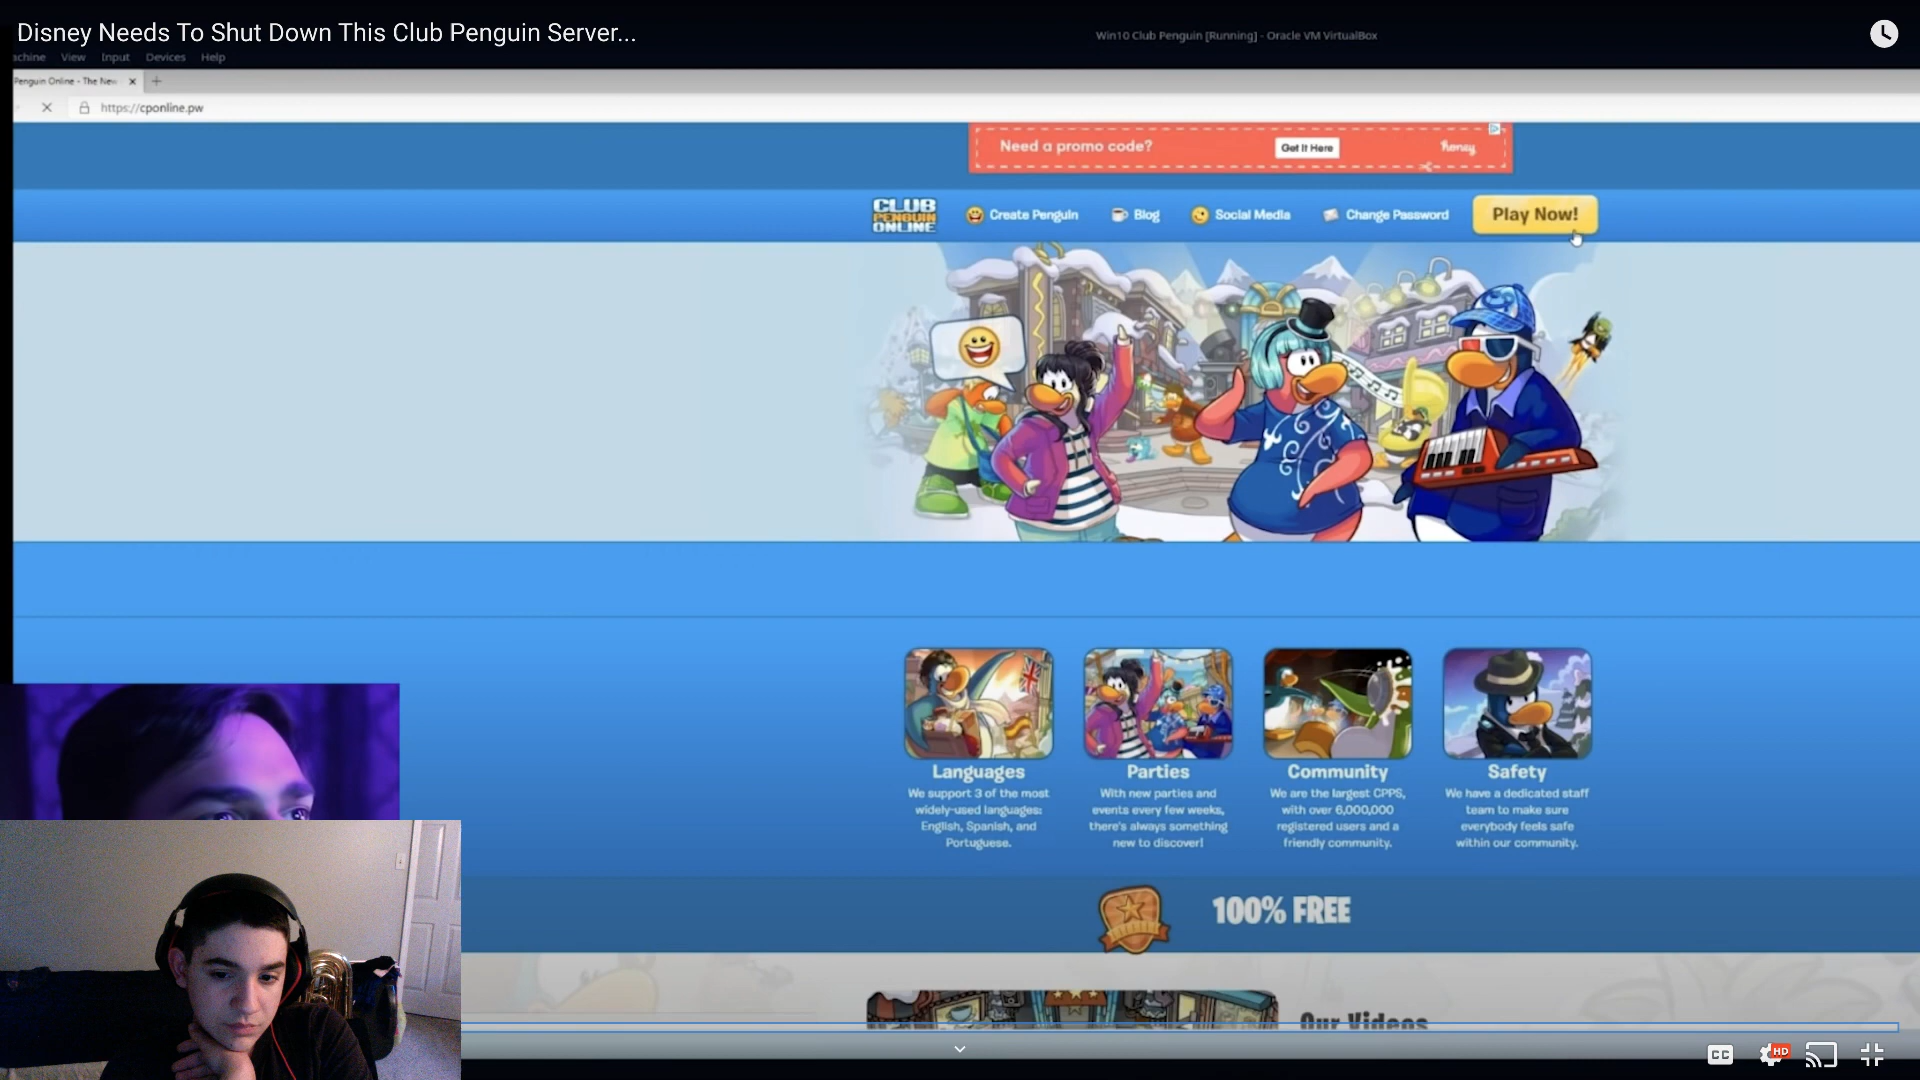 Disney Needs To Shut Down This Club Penguin Server...
Win10 Club Penguin [Running] - Oracle VM VirtualBox
achine View Input Devices Help
Penguin Online - The New
https://cponline.pw
Need a promo code?
Get It Here
honey
CLUB
PENGUIN
ONLINE
Create Penguin
Blog
Social Media
Change Password
Play Now!
Languages
We support 3 of the most
widely-used languages:
English, Spanish, and
Portuguese.
Parties
With new parties and
events every few weeks,
there's always something
new to discover!
Community
We are the largest CPPS,
with over 6,000,000
registered users and a
friendly community.
Safety
We have a dedicated staff
team to make sure
everybody feels safe
within our community.
100% FREE
Our Videos
CC
HD